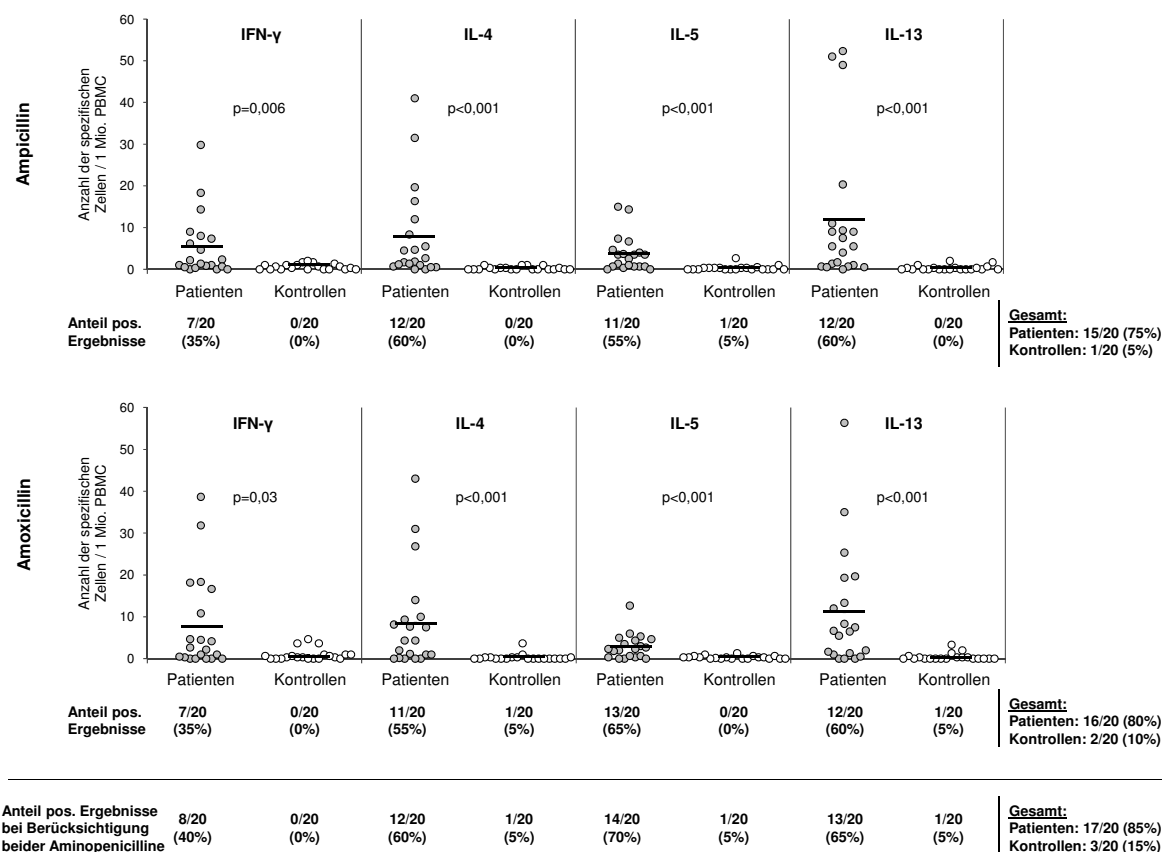 Ampicillin
Anzahl der spezifischen
Zellen / 1 Mio. PBMC
60
50
40
30
20
10
0
IFN-γ
IL-4
IL-5
IL-13
p=0,006
p<0,001
p<0,001
p<0,001
Patienten Kontrollen Patienten Kontrollen Patienten Kontrollen Patienten Kontrollen
Anteil pos. 7/20 0/20 12/20 0/20 11/20 1/20 12/20 0/20
Ergebnisse (35%) (0%) (60%) (0%) (55%) (5%) (60%) (0%)
Gesamt:
Patienten: 15/20 (75%)
Kontrollen: 1/20 (5%)
Amoxicillin
Anzahl der spezifischen
Zellen / 1 Mio. PBMC
60
50
40
30
20
10
0
IFN-γ
IL-4
IL-5
IL-13
p=0,03
p<0,001
p<0,001
p<0,001
Patienten Kontrollen Patienten Kontrollen Patienten Kontrollen Patienten Kontrollen
Anteil pos. 7/20 0/20 11/20 1/20 13/20 0/20 12/20 1/20
Ergebnisse (35%) (0%) (55%) (5%) (65%) (0%) (60%) (5%)
Gesamt:
Patienten: 16/20 (80%)
Kontrollen: 2/20 (10%)
Anteil pos. Ergebnisse
bei Berücksichtigung
beider Aminopenicilline
8/20 0/20 12/20 1/20 14/20 1/20 13/20 1/20
(40%) (0%) (60%) (5%) (70%) (5%) (65%) (5%)
Gesamt:
Patienten: 17/20 (85%)
Kontrollen: 3/20 (15%)